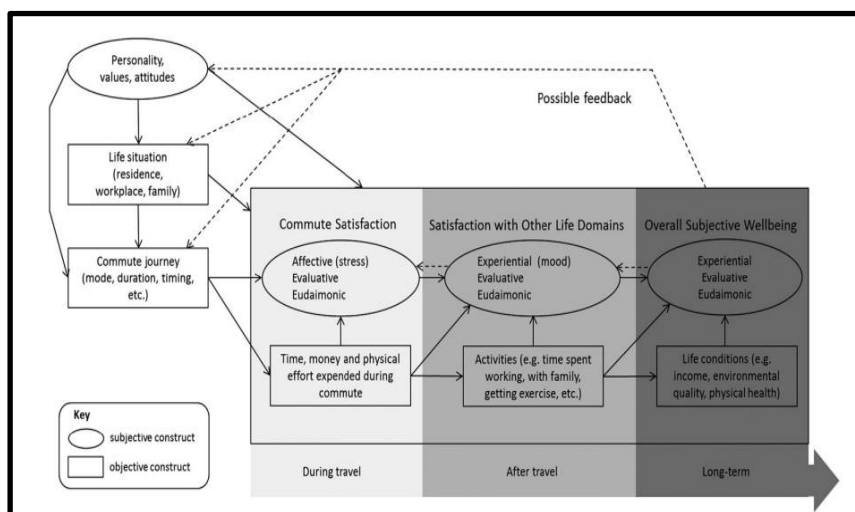 Personality,
values, attitudes
Possible feedback
Life situation
(residence,
workplace, family)
Commute journey
(mode, duration, timing,
etc.)
Commute Satisfaction
Affective (stress)
Evaluative
Eudaimonic
Time, money and physical
effort expended during
commute
Satisfaction with Other Life Domains
Experiential (mood)
Evaluative
Eudaimonic
Activities (e.g. time spent
working, with family,
getting exercise, etc.)
Overall Subjective Wellbeing
Experiential
Evaluative
Eudaimonic
Life conditions (e.g.
income, environmental
quality, physical health)
Key
subjective construct
objective construct
During travel
After travel
Long-term